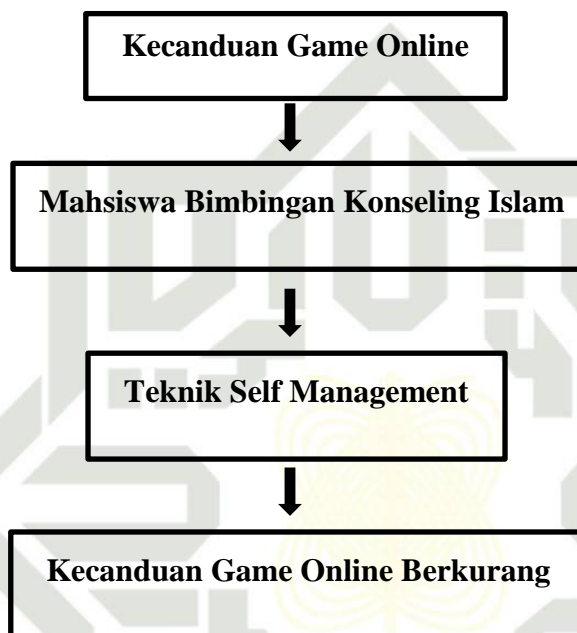 Kecanduan Game Online
Mahsiswa Bimbingan Konseling Islam
Teknik Self Management
Kecanduan Game Online Berkurang